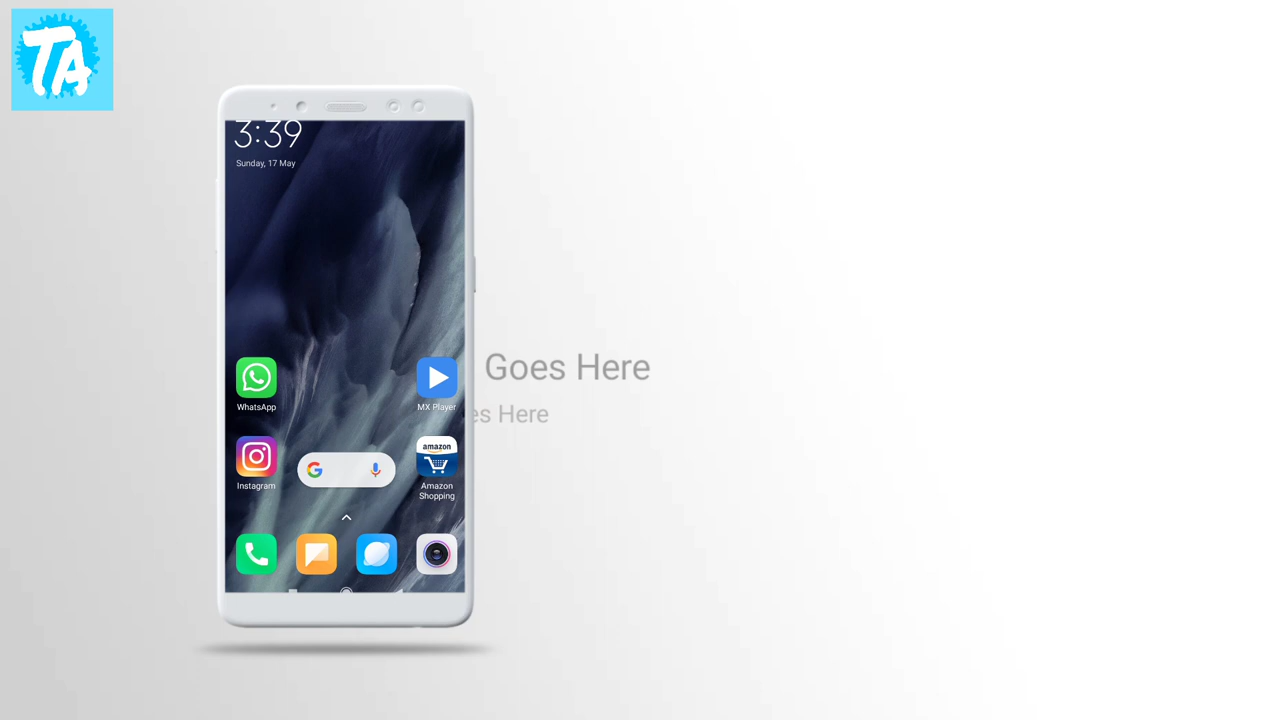 TA
3:39
Sunday, 17 May
Goes Here
es Here
WhatsApp
MX Player
Instagram
amazon
Amazon
Shopping